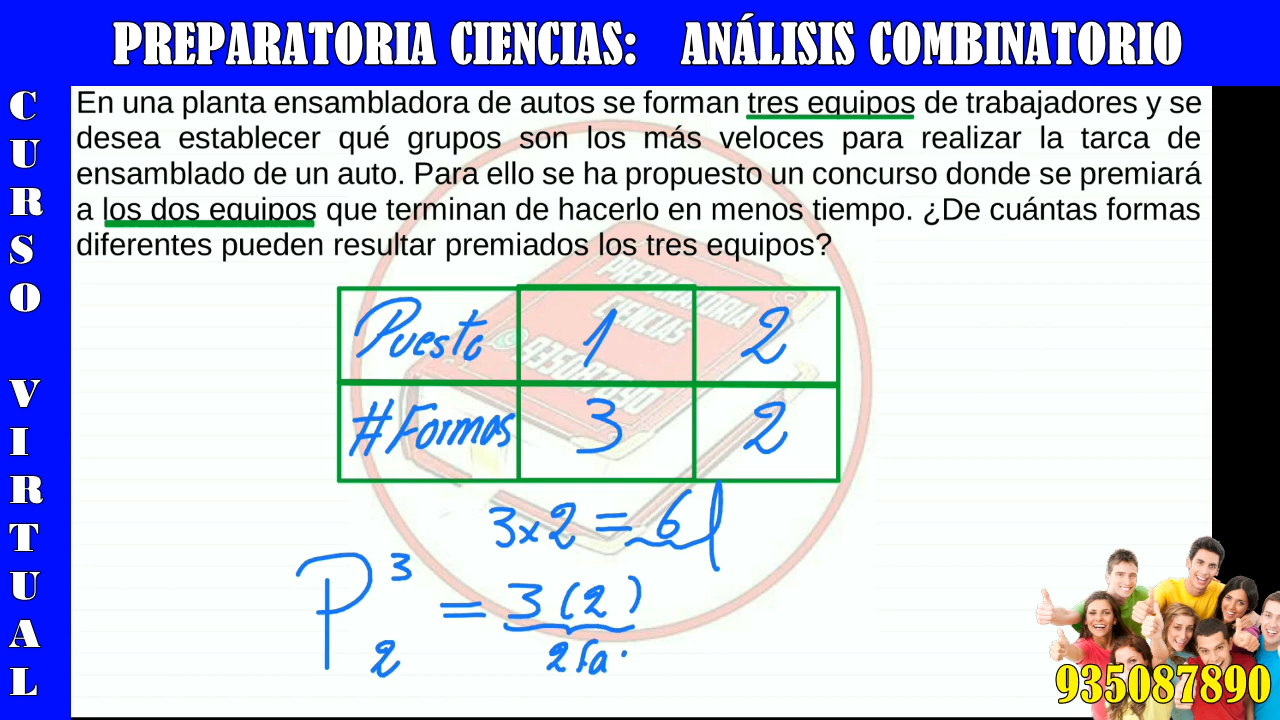 PREPARATORIA CIENCIAS: ANÁLISIS COMBINATORIO
CURSO VIRTUAL
En una planta ensambladora de autos se forman tres equipos de trabajadores y se
desea establecer qué grupos son los más veloces para realizar la tarca de
ensamblado de un auto. Para ello se ha propuesto un concurso donde se premiará
a los dos equipos que terminan de hacerlo en menos tiempo. ¿De cuántas formas
diferentes pueden resultar premiados los tres equipos?
PREPARATORIA
CIENCIAS
Puesto 1 2
#Formas 3 2
3x2 = 6
P 3 2 = 3(2)
2 fa.
935087890